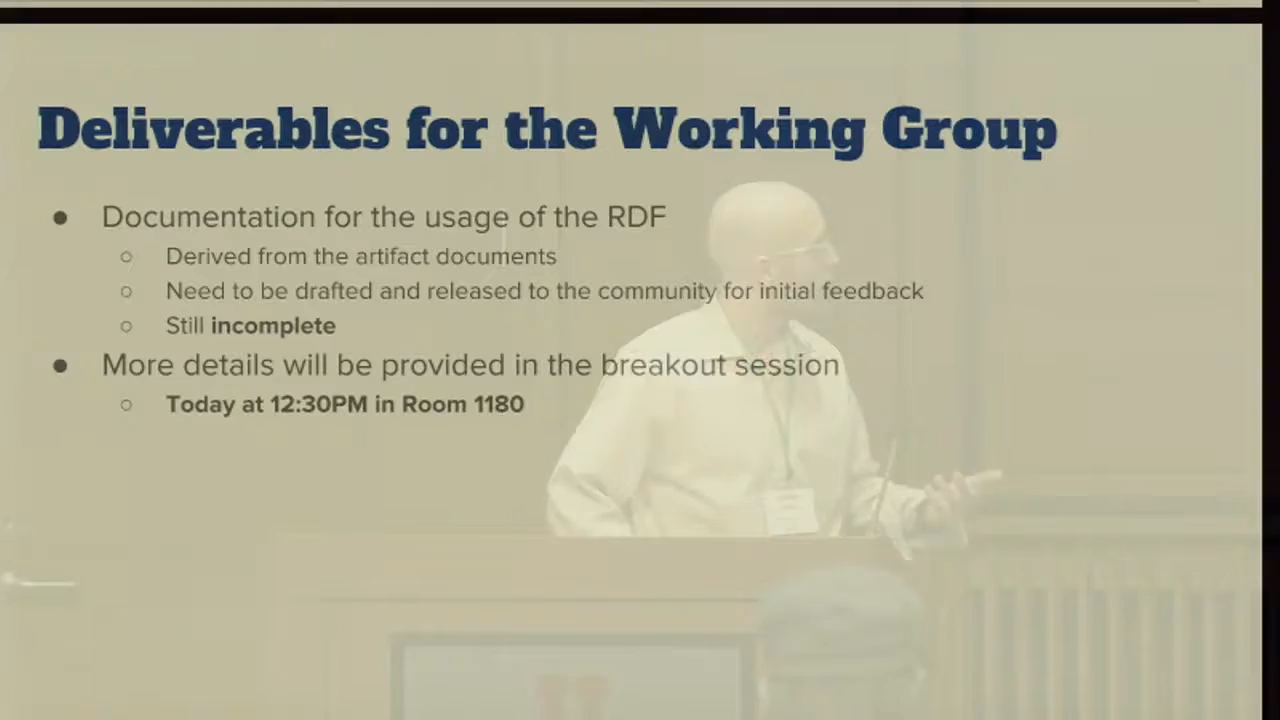 Deliverables for the Working Group
● Documentation for the usage of the RDF
○ Derived from the artifact documents
○ Need to be drafted and released to the community for initial feedback
○ Still incomplete
● More details will be provided in the breakout session
○ Today at 12:30PM in Room 1180